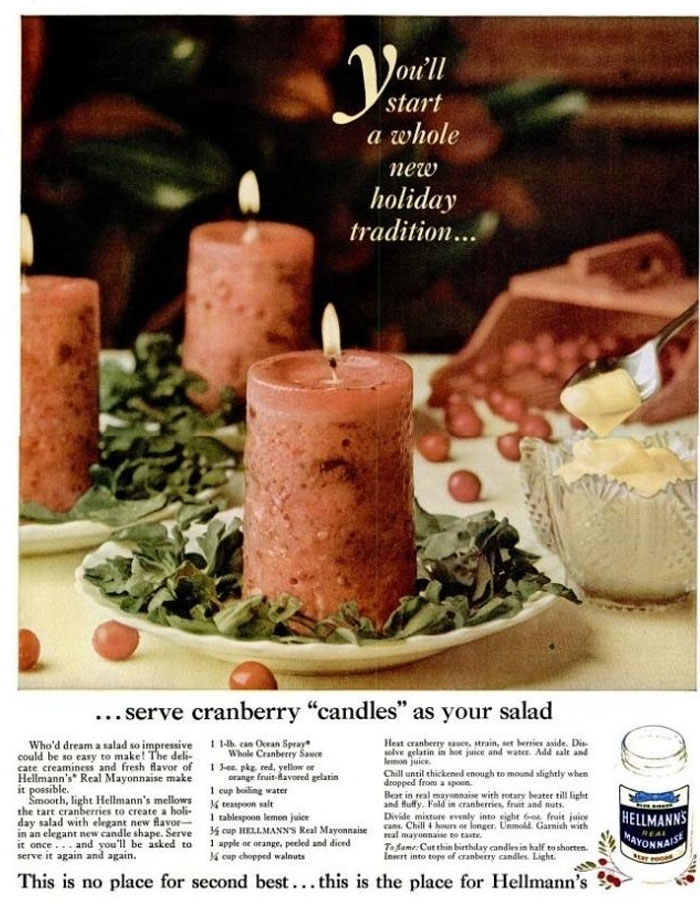 You'll
start
a whole
new
holiday
tradition...
...serve cranberry "candles" as your salad
Who'd dream a salad so impressive
could be so easy to make! The deli-
cate creaminess and fresh flavor of
Hellmann's® Real Mayonnaise make
it possible.
Smooth, light Hellmann's mellows
the tart cranberries to create a holi-
day salad with elegant new flavor—
in an elegant new candle shape. Serve
it once . . . and you'll be asked to
serve it again and again.
1 1-lb. can Ocean Spray®
Whole Cranberry Sauce
1 3-oz. pkg. red, yellow or
orange fruit-flavored gelatin
1 cup boiling water
¼ teaspoon salt
1 tablespoon lemon juice
½ cup HELLMANN'S Real Mayonnaise
1 apple or orange, peeled and diced
¼ cup chopped walnuts
Heat cranberry sauce, strain, set berries aside. Dis-
solve gelatin in hot juice and water. Add salt and
lemon juice.
Chill until thickened enough to mound slightly when
dropped from a spoon.
Beat in real mayonnaise with rotary beater till light
and fluffy. Fold in cranberries, fruit and nuts.
Divide mixture evenly into eight 6-oz. fruit juice
cans. Chill 4 hours or longer. Unmold. Garnish with
real mayonnaise to taste.
To flame: Cut thin birthday candles in half to shorten.
Insert into tops of cranberry candles. Light.
BLUE RIBBON
HELLMANN'S
REAL
MAYONNAISE
BEST FOODS
This is no place for second best...this is the place for Hellmann's